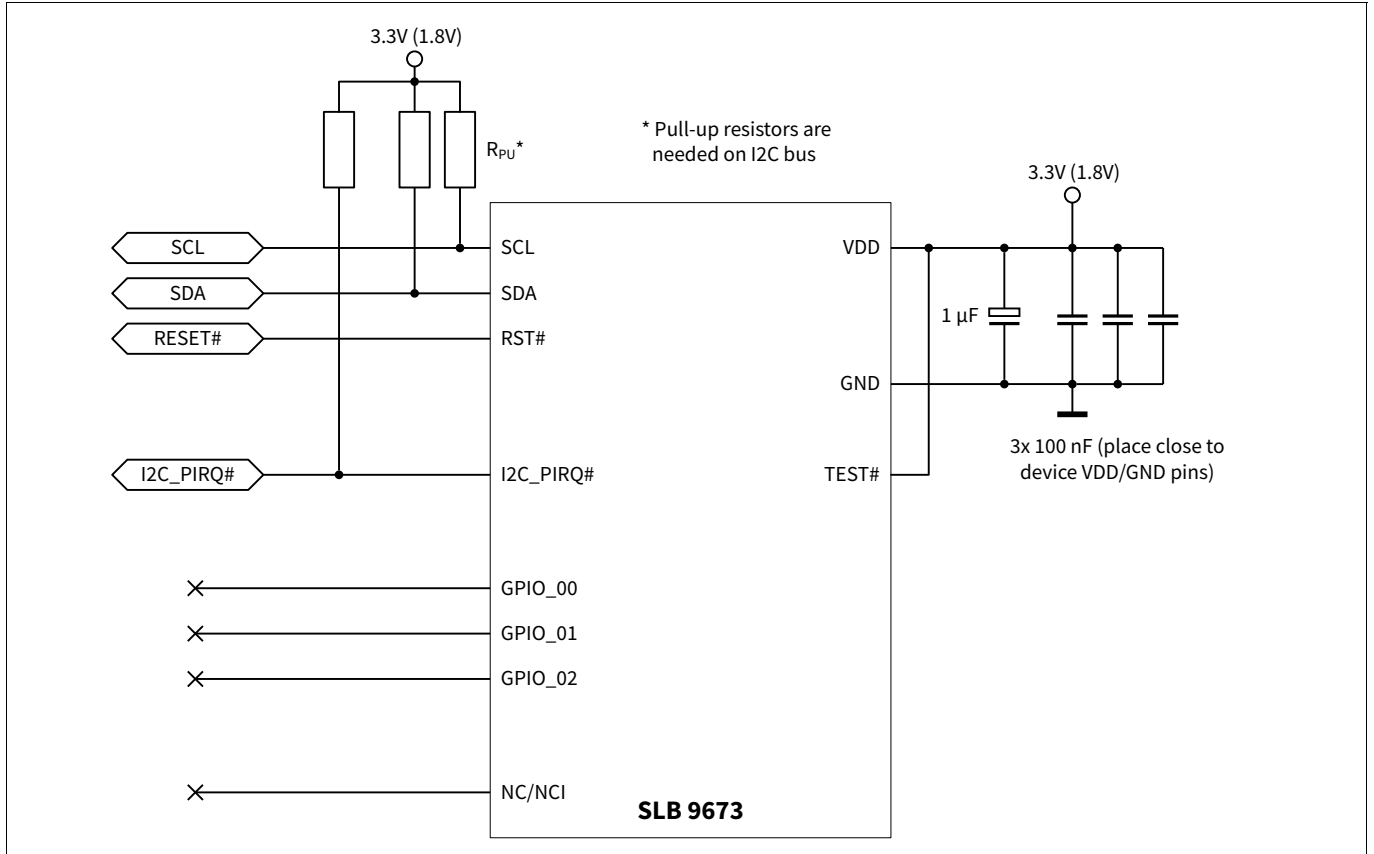 3.3V (1.8V)
R_PU*
* Pull-up resistors are
needed on I2C bus
3.3V (1.8V)
SCL
SCL
VDD
SDA
SDA
1 µF
RESET#
RST#
GND
3x 100 nF (place close to
device VDD/GND pins)
I2C_PIRQ#
I2C_PIRQ#
TEST#
GPIO_00
GPIO_01
GPIO_02
NC/NCI
SLB 9673